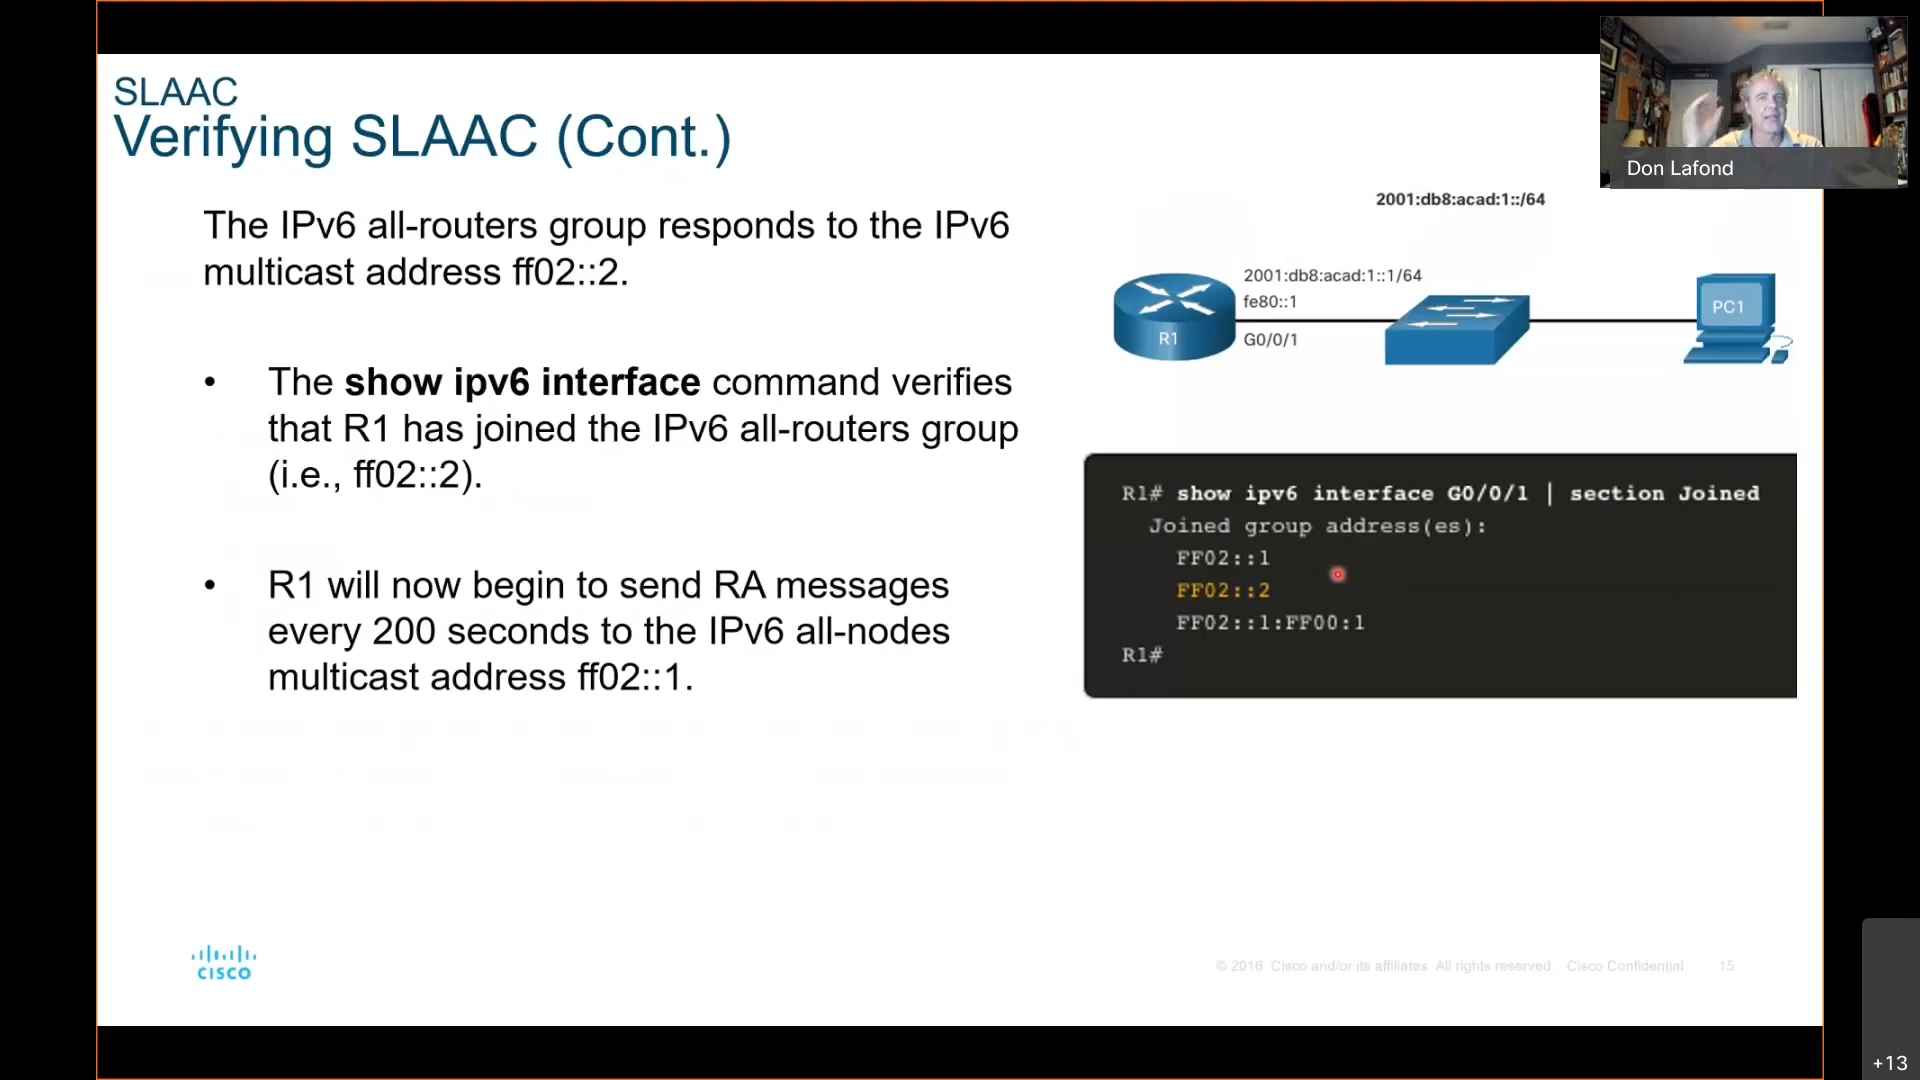 SLAAC
Verifying SLAAC (Cont.)
The IPv6 all-routers group responds to the IPv6
multicast address ff02::2.
• The show ipv6 interface command verifies
that R1 has joined the IPv6 all-routers group
(i.e., ff02::2).
• R1 will now begin to send RA messages
every 200 seconds to the IPv6 all-nodes
multicast address ff02::1.
Don Lafond
2001:db8:acad:1::/64
2001:db8:acad:1::1/64
fe80::1
R1
G0/0/1
PC1
R1# show ipv6 interface G0/0/1 | section Joined
Joined group address(es):
FF02::1
FF02::2
FF02::1:FF00:1
R1#
CISCO
© 2016 Cisco and/or its affiliates. All rights reserved. Cisco Confidential 15
+13